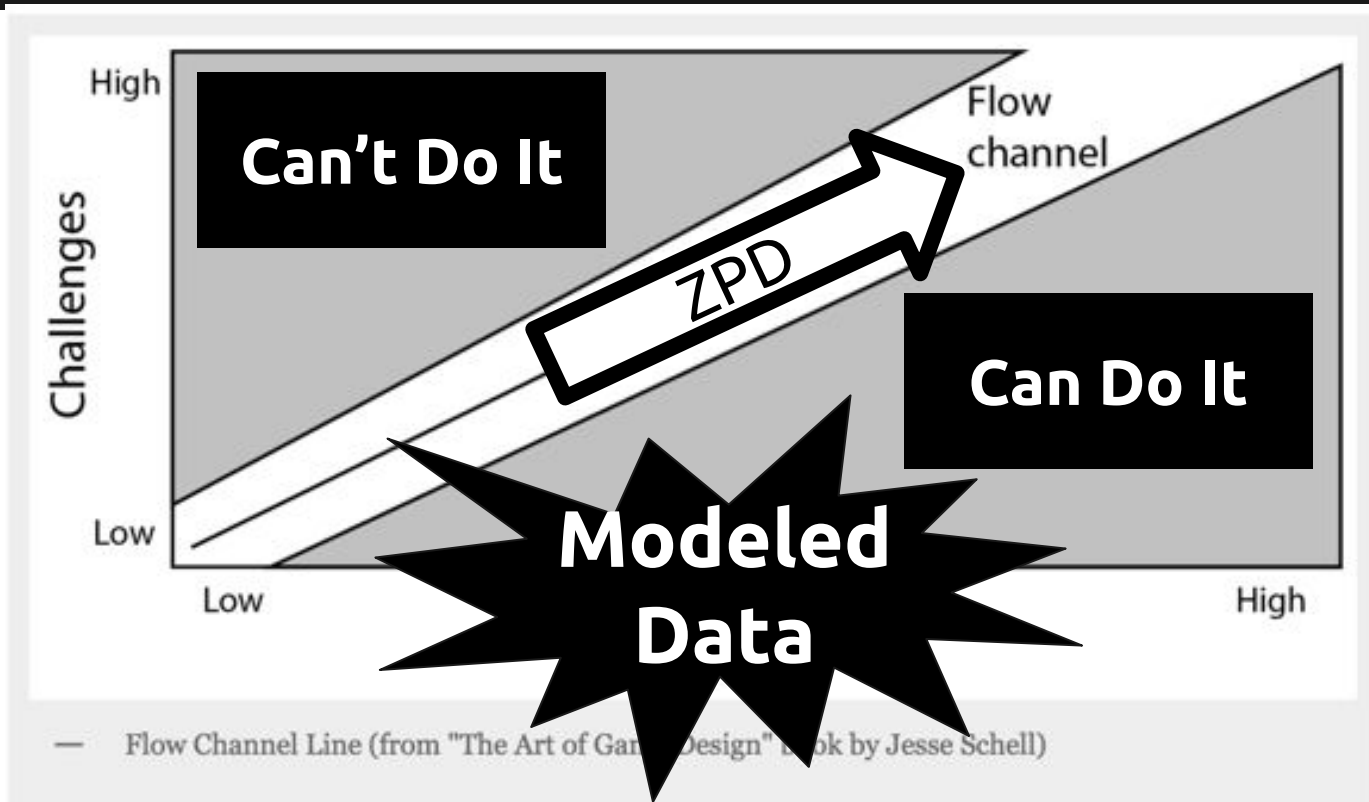 High
Can't Do It
Flow
channel
Challenges
ZPD
Can Do It
Low
Modeled
Data
Low
High
— Flow Channel Line (from "The Art of Gam Design" ok by Jesse Schell)